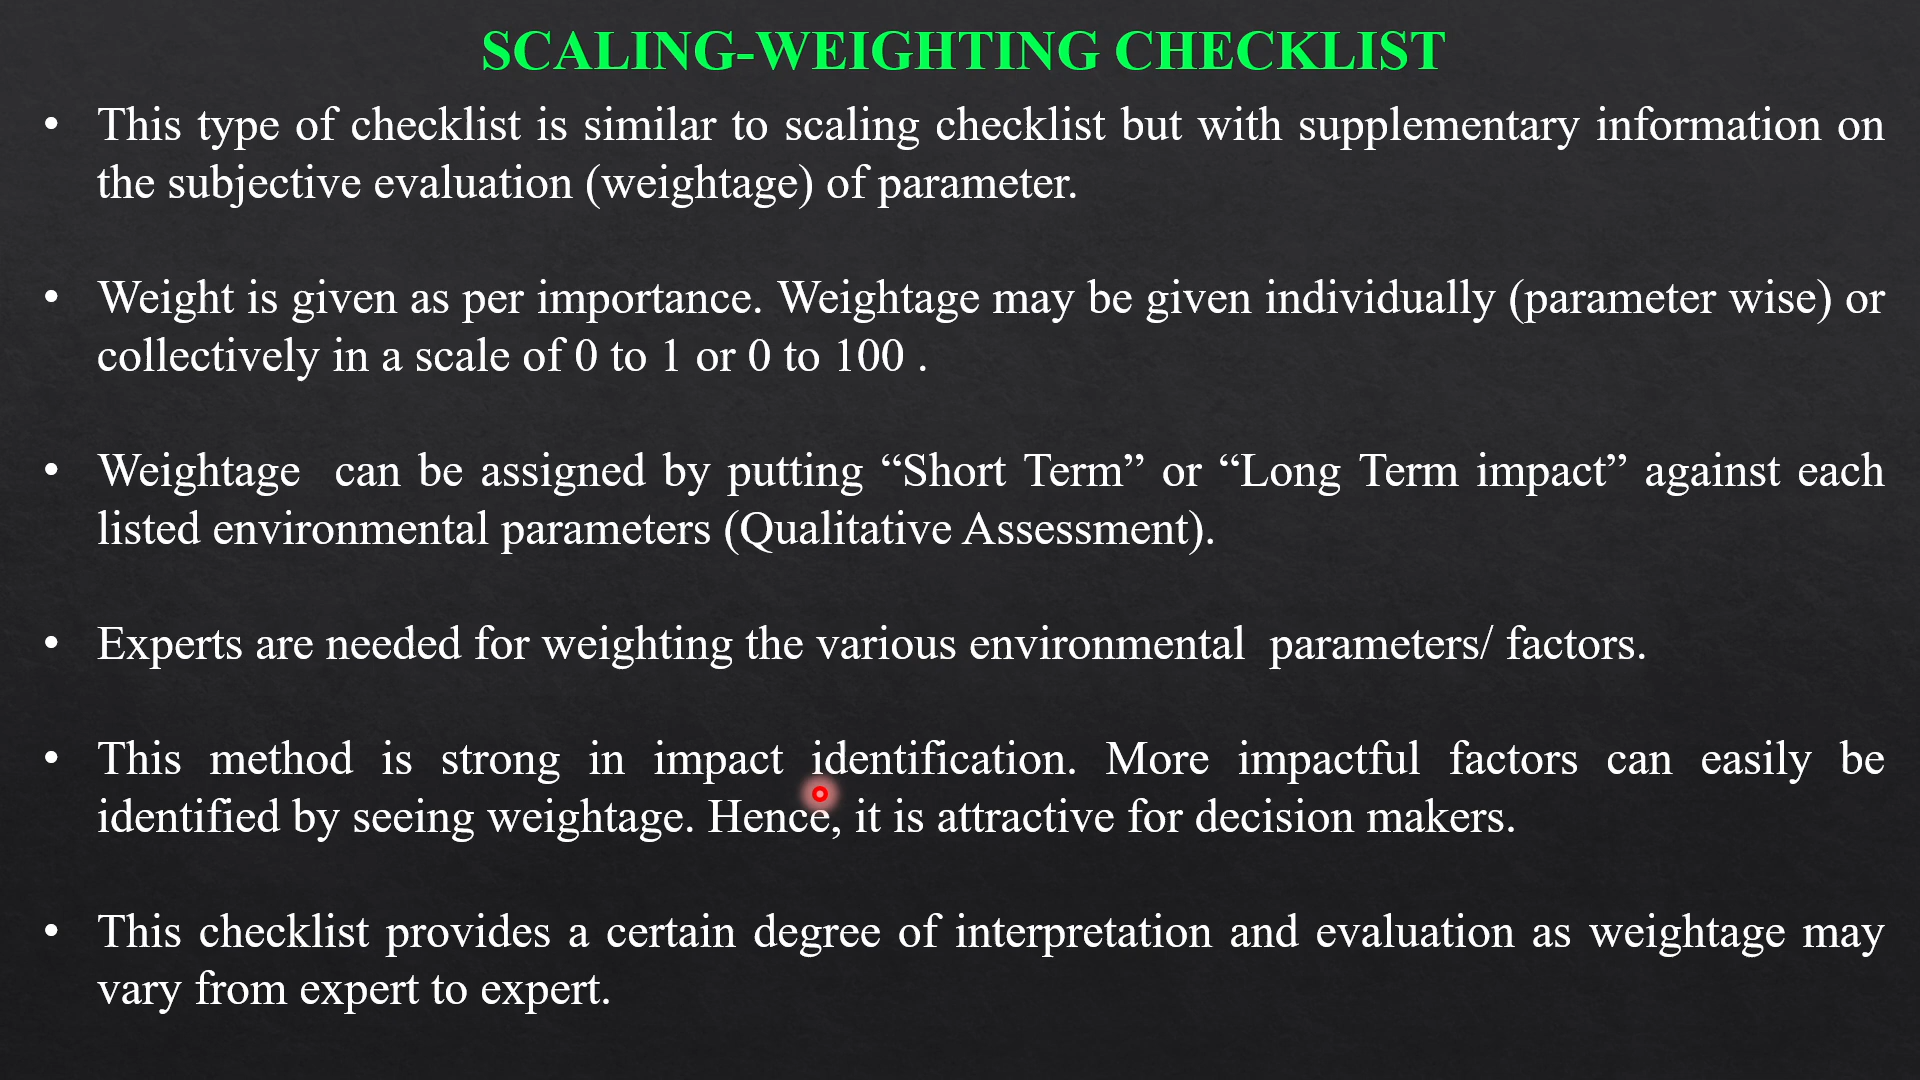 SCALING-WEIGHTING CHECKLIST
• This type of checklist is similar to scaling checklist but with supplementary information on
the subjective evaluation (weightage) of parameter.
• Weight is given as per importance. Weightage may be given individually (parameter wise) or
collectively in a scale of 0 to 1 or 0 to 100 .
• Weightage can be assigned by putting “Short Term” or “Long Term impact” against each
listed environmental parameters (Qualitative Assessment).
• Experts are needed for weighting the various environmental parameters/ factors.
• This method is strong in impact identification. More impactful factors can easily be
identified by seeing weightage. Hence, it is attractive for decision makers.
• This checklist provides a certain degree of interpretation and evaluation as weightage may
vary from expert to expert.